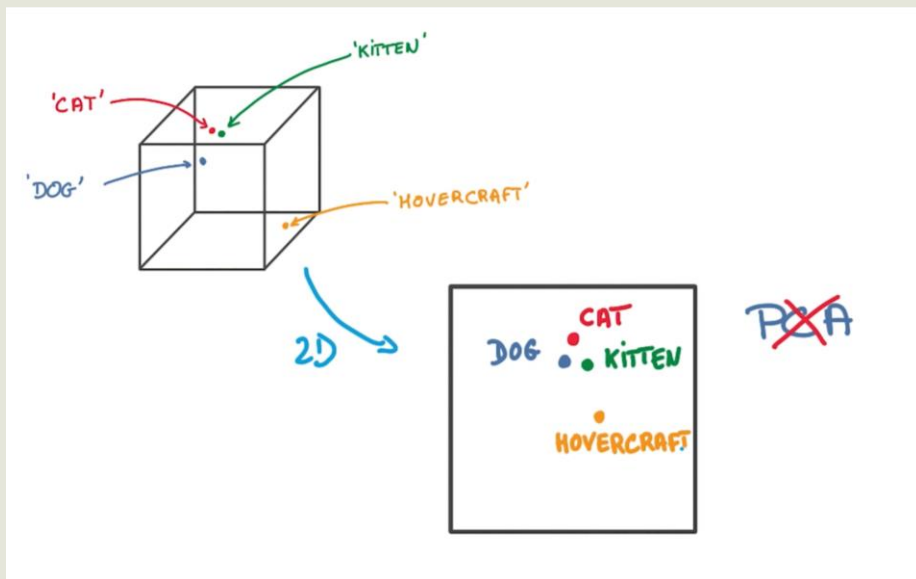 'KiTTEN'
'CAT'
'DOG'
'HOVERCRAFT'
2D
CAT
DOG
KiTTEN
HOVERCRAFT
PCA